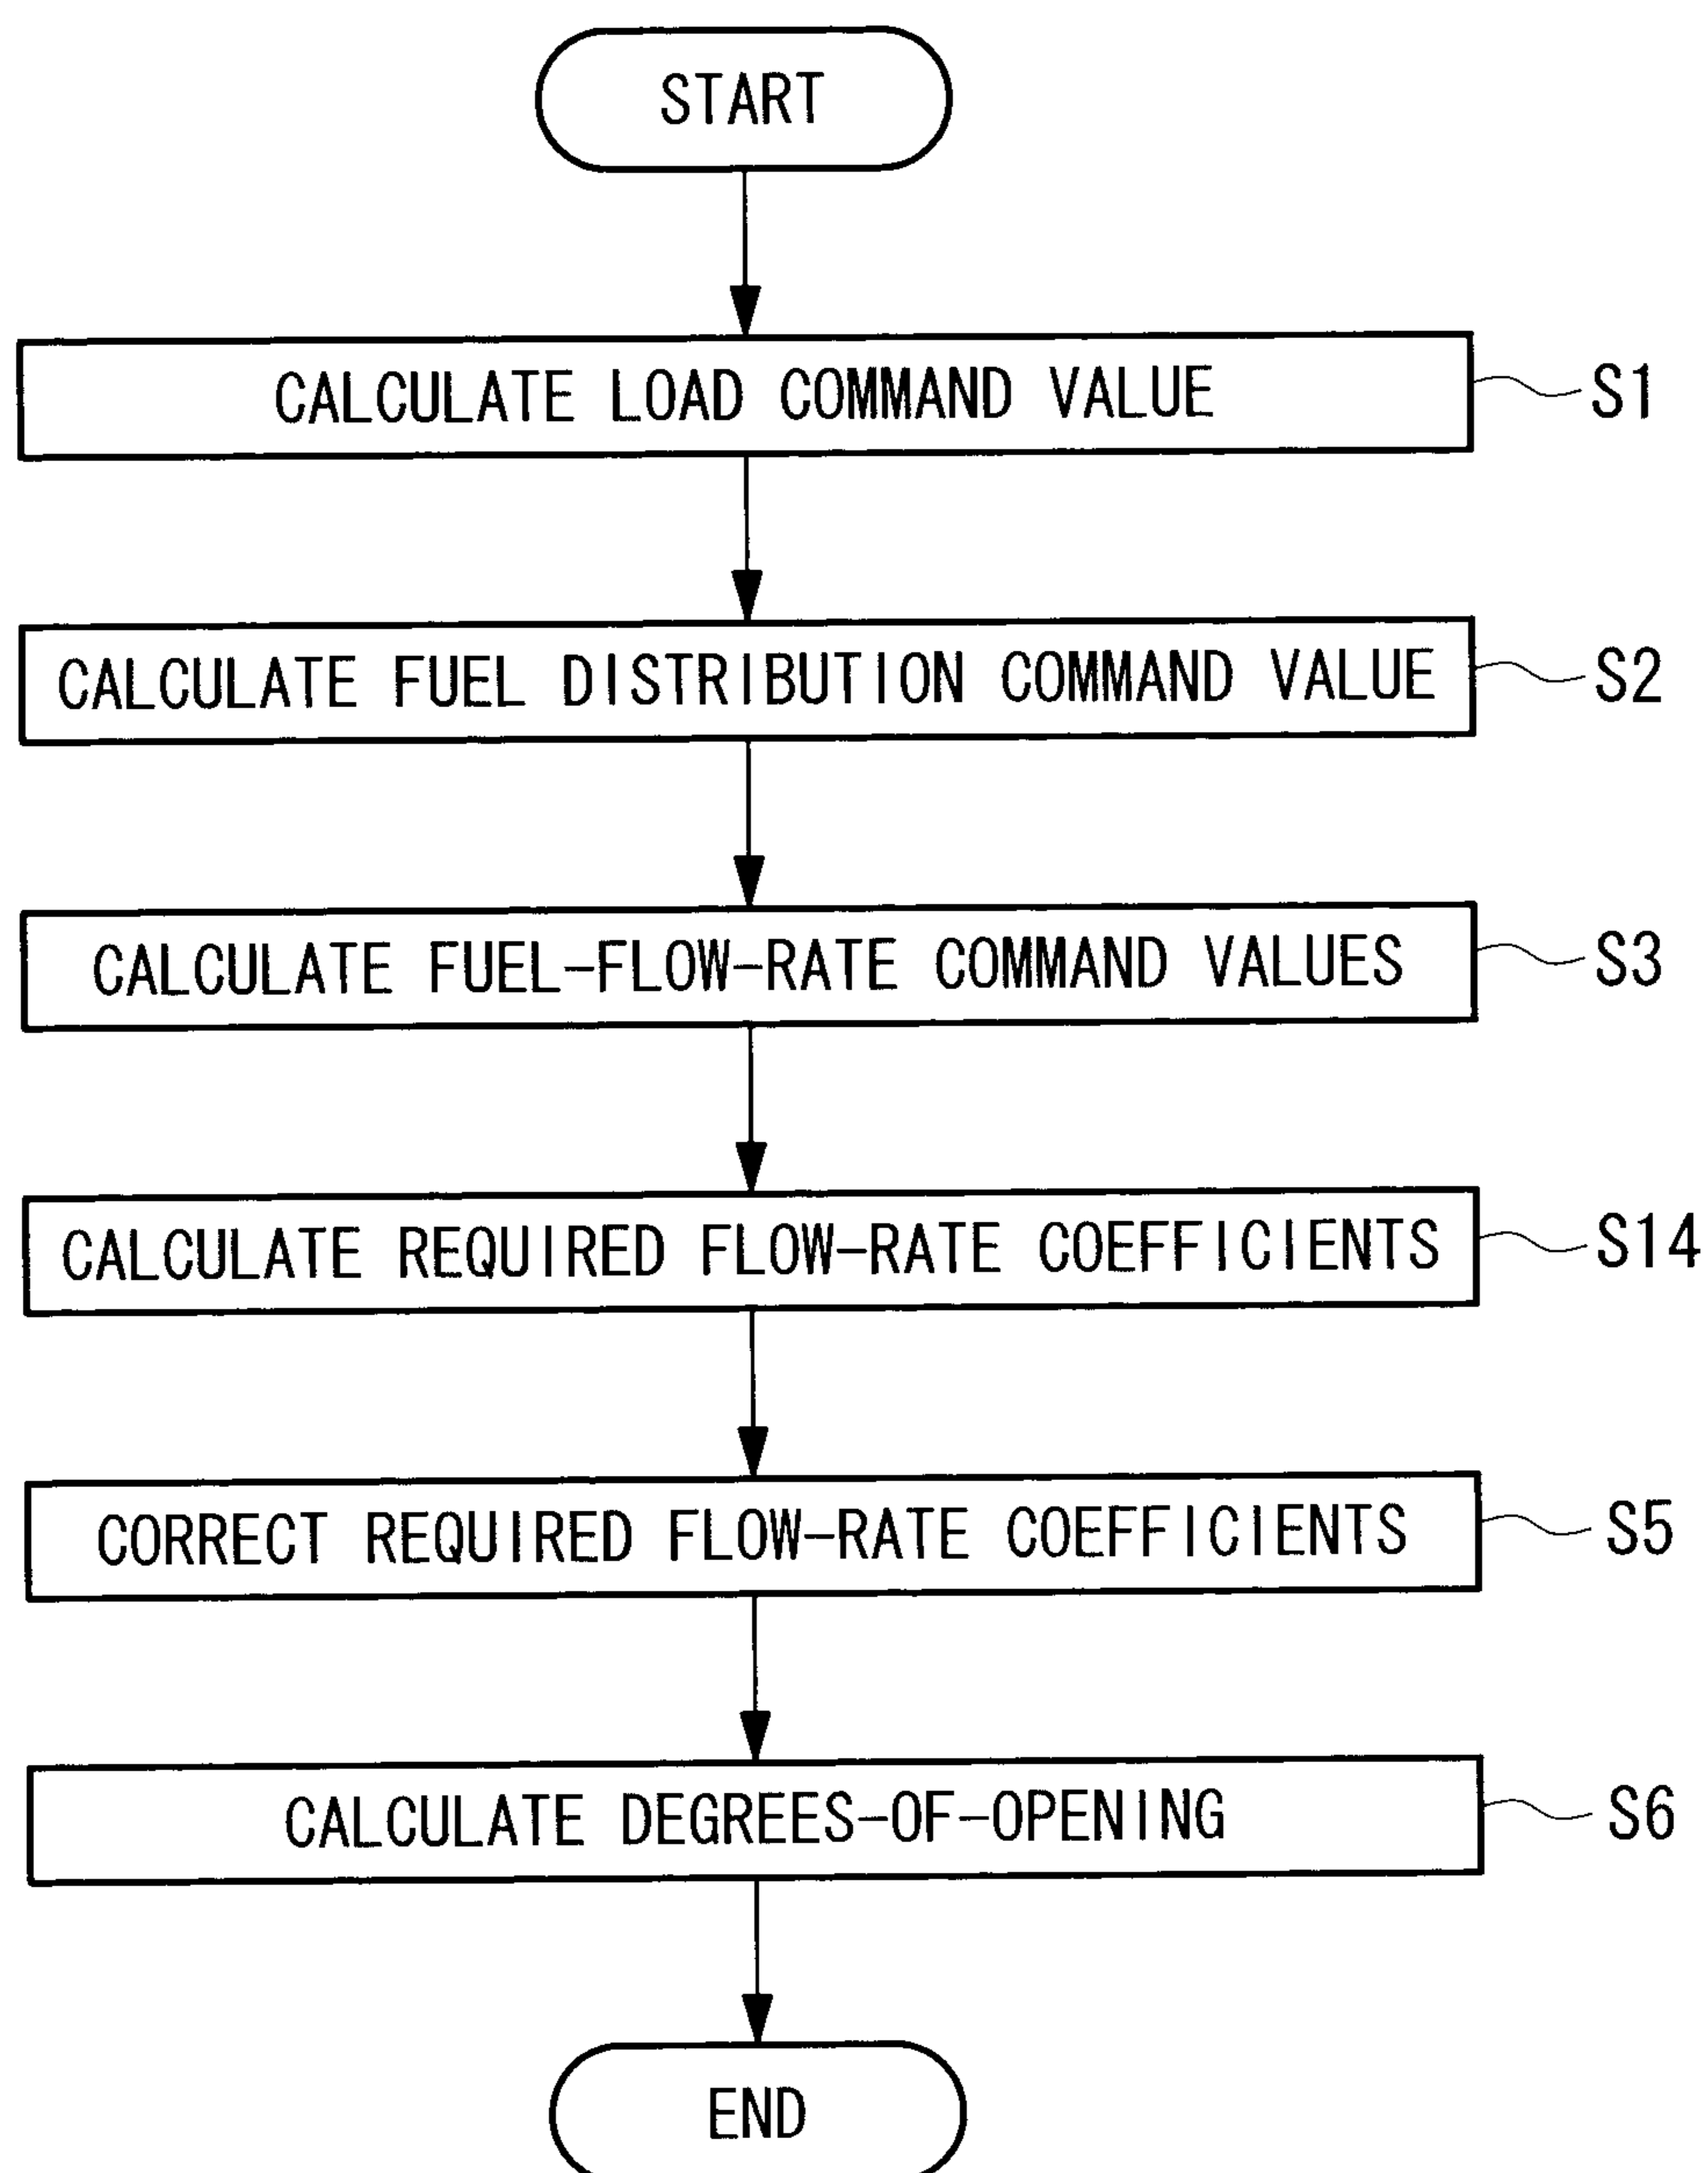 START
CALCULATE LOAD COMMAND VALUE S1
CALCULATE FUEL DISTRIBUTION COMMAND VALUE S2
CALCULATE FUEL-FLOW-RATE COMMAND VALUES S3
CALCULATE REQUIRED FLOW-RATE COEFFICIENTS S14
CORRECT REQUIRED FLOW-RATE COEFFICIENTS S5
CALCULATE DEGREES-OF-OPENING S6
END